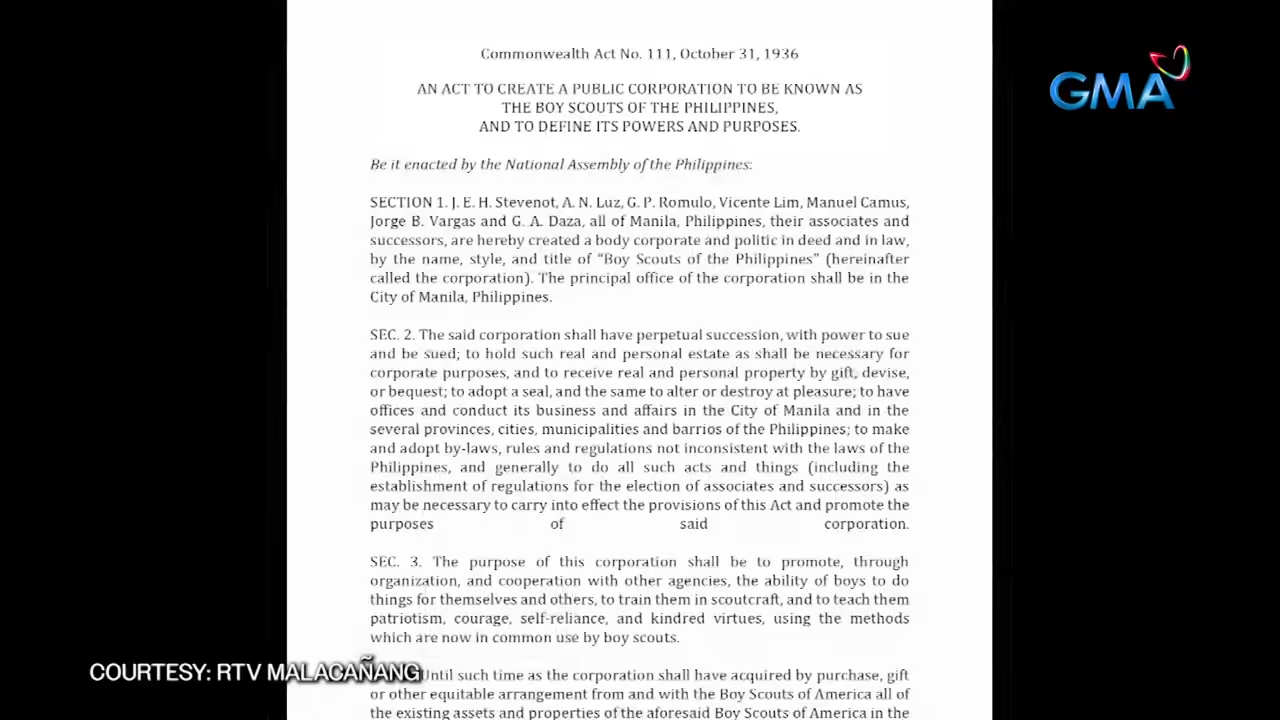 Commonwealth Act No. 111, October 31, 1936
GMA
AN ACT TO CREATE A PUBLIC CORPORATION TO BE KNOWN AS
THE BOY SCOUTS OF THE PHILIPPINES,
AND TO DEFINE ITS POWERS AND PURPOSES.
Be it enacted by the National Assembly of the Philippines:
SECTION 1. J. E. H. Stevenot, A. N. Luz, G. P. Romulo, Vicente Lim, Manuel Camus,
Jorge B. Vargas and G. A. Daza, all of Manila, Philippines, their associates and
successors, are hereby created a body corporate and politic in deed and in law,
by the name, style, and title of “Boy Scouts of the Philippines” (hereinafter
called the corporation). The principal office of the corporation shall be in the
City of Manila, Philippines.
SEC. 2. The said corporation shall have perpetual succession, with power to sue
and be sued; to hold such real and personal estate as shall be necessary for
corporate purposes, and to receive real and personal property by gift, devise,
or bequest; to adopt a seal, and the same to alter or destroy at pleasure; to have
offices and conduct its business and affairs in the City of Manila and in the
several provinces, cities, municipalities and barrios of the Philippines; to make
and adopt by-laws, rules and regulations not inconsistent with the laws of the
Philippines, and generally to do all such acts and things (including the
establishment of regulations for the election of associates and successors) as
may be necessary to carry into effect the provisions of this Act and promote the
purposes of said corporation.
SEC. 3. The purpose of this corporation shall be to promote, through
organization, and cooperation with other agencies, the ability of boys to do
things for themselves and others, to train them in scoutcraft, and to teach them
patriotism, courage, self-reliance, and kindred virtues, using the methods
which are now in common use by boy scouts.
COURTESY: RTV MALACAÑANG
Until such time as the corporation shall have acquired by purchase, gift
or other equitable arrangement from and with the Boy Scouts of America all of
the existing assets and properties of the aforesaid Boy Scouts of America in the